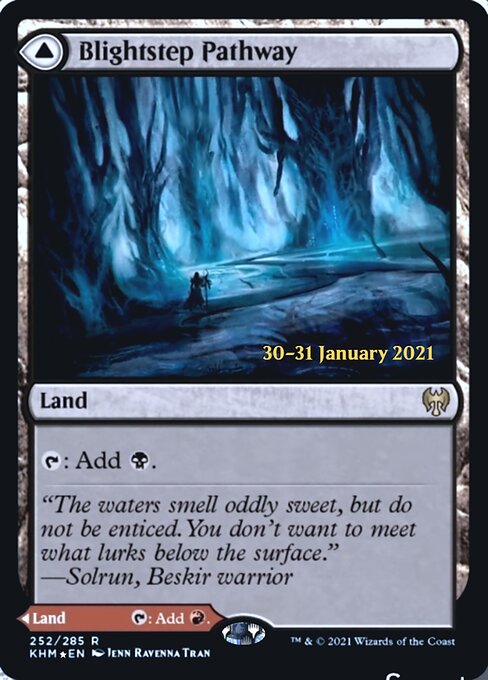 Blightstep Pathway
30–31 January 2021
Land
: Add .
“The waters smell oddly sweet, but do
not be enticed. You don’t want to meet
what lurks below the surface.”
—Solrun, Beskir warrior
Land : Add .
252/285 R
KHM★EN Jenn Ravenna Tran
™ & © 2021 Wizards of the Coast